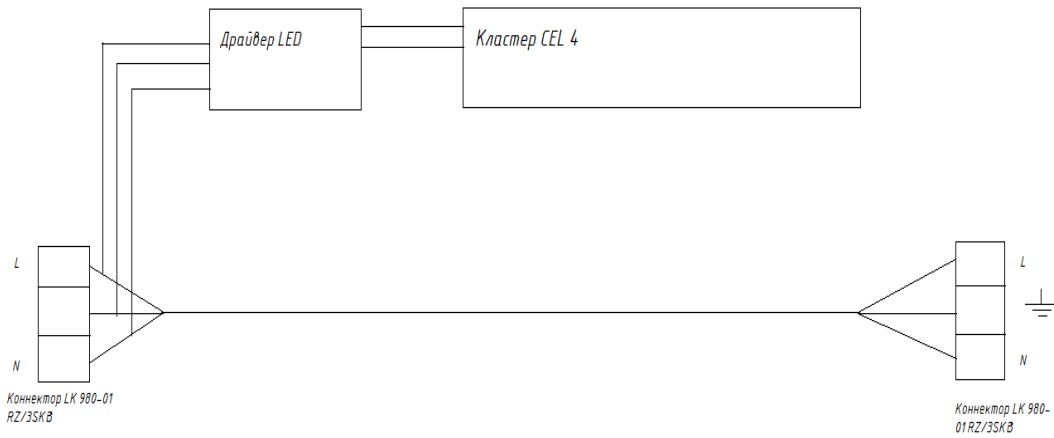 Драйвер LED
Кластер CEL 4
L
N
Коннектор LK 980-01
RZ/3SKB
L
N
Коннектор LK 980-
01RZ/3SKB